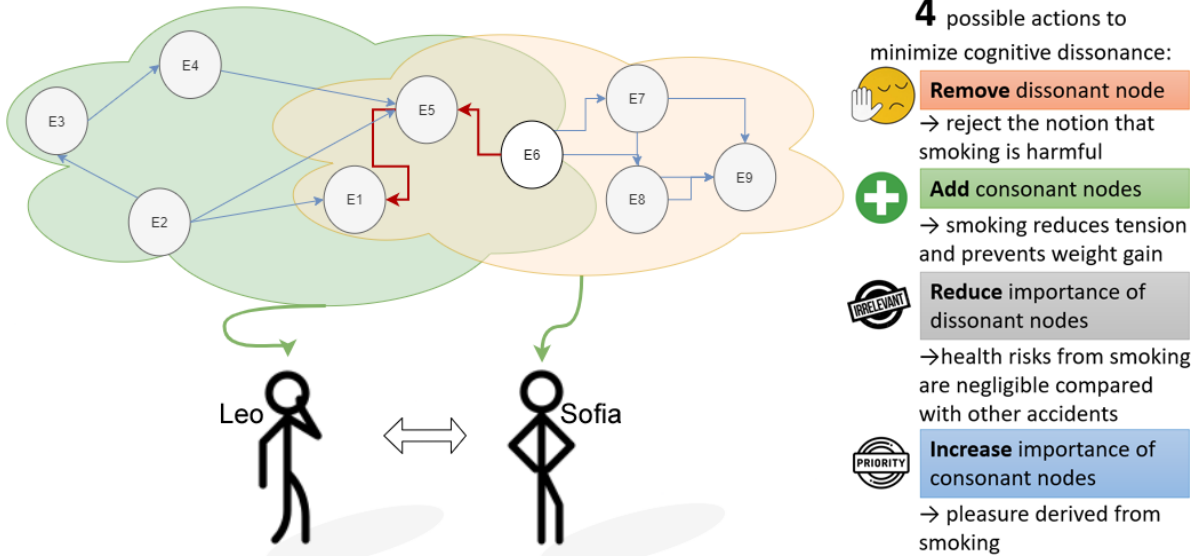 E4
E3
E2
E5
E1
E6
E7
E8
E9
Leo
Sofia
4 possible actions to
minimize cognitive dissonance:
Remove dissonant node
→ reject the notion that
smoking is harmful
Add consonant nodes
→ smoking reduces tension
and prevents weight gain
IRRELEVANT
Reduce importance of
dissonant nodes
→health risks from smoking
are negligible compared
with other accidents
PRIORITY
Increase importance of
consonant nodes
→ pleasure derived from
smoking